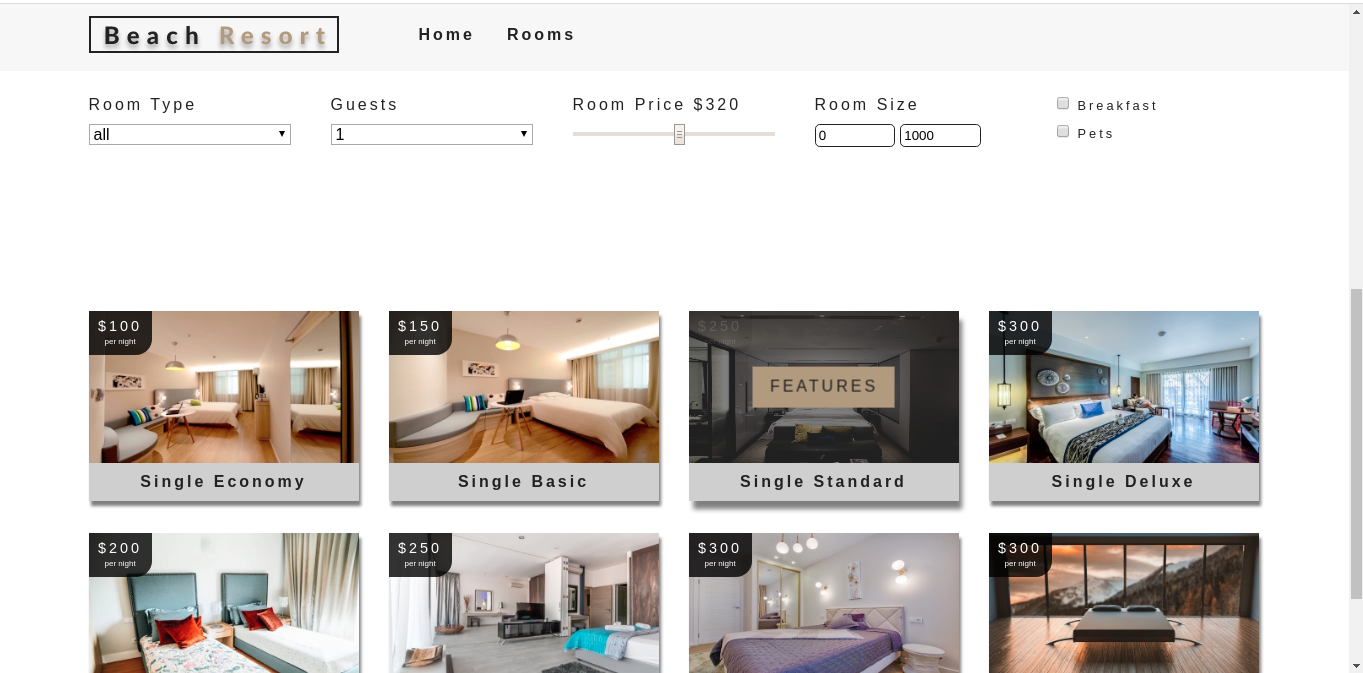 Beach Resort
Home Rooms
Room Type Guests Room Price $320 Room Size
Breakfast
all 1 0 1000
Pets
$100 $150 $250 $300
per night per night per night per night
FEATURES
Single Economy Single Basic Single Standard Single Deluxe
$200 $250 $300 $300
per night per night per night per night